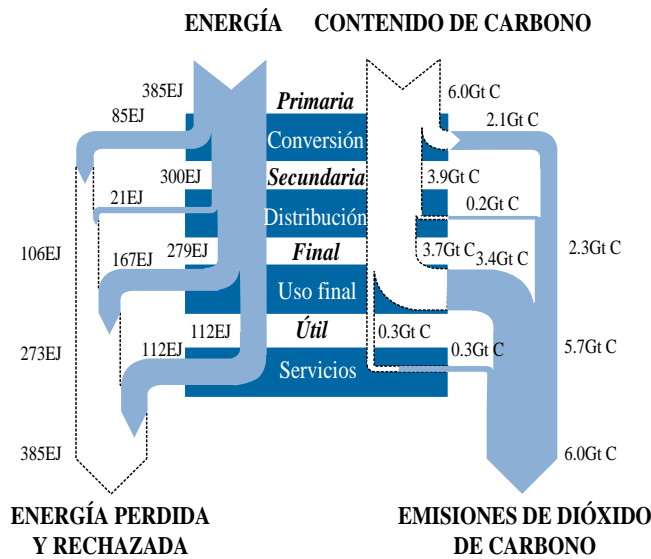 ENERGÍA CONTENIDO DE CARBONO
385EJ Primaria 6.0Gt C
85EJ 2.1Gt C
Conversión
300EJ Secundaria 3.9Gt C
21EJ 0.2Gt C
Distribución
106EJ 167EJ 279EJ Final 3.7Gt C 3.4Gt C 2.3Gt C
Uso final
112EJ Útil 0.3Gt C
273EJ 112EJ 0.3Gt C 5.7Gt C
Servicios
385EJ 6.0Gt C
ENERGÍA PERDIDA EMISIONES DE DIÓXIDO
Y RECHAZADA DE CARBONO